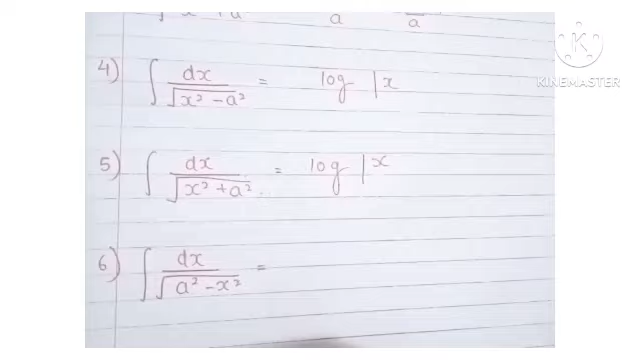 a a
4) ∫ dx / √(x² - a²) = log |x
5) ∫ dx / √(x² + a²) = log |x
6) ∫ dx / √(a² - x²) =
KINEMASTER